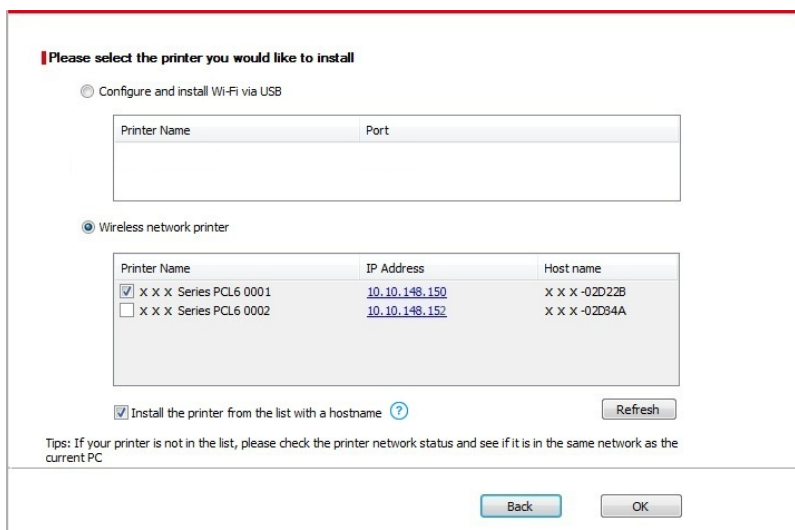 Please select the printer you would like to install
Configure and install Wi-Fi via USB
Printer Name Port
Wireless network printer
Printer Name IP Address Host name
X X X Series PCL6 0001 10.10.148.150 X X X -02D22B
X X X Series PCL6 0002 10.10.148.152 X X X -02D34A
Install the printer from the list with a hostname ? Refresh
Tips: If your printer is not in the list, please check the printer network status and see if it is in the same network as the
current PC
Back OK